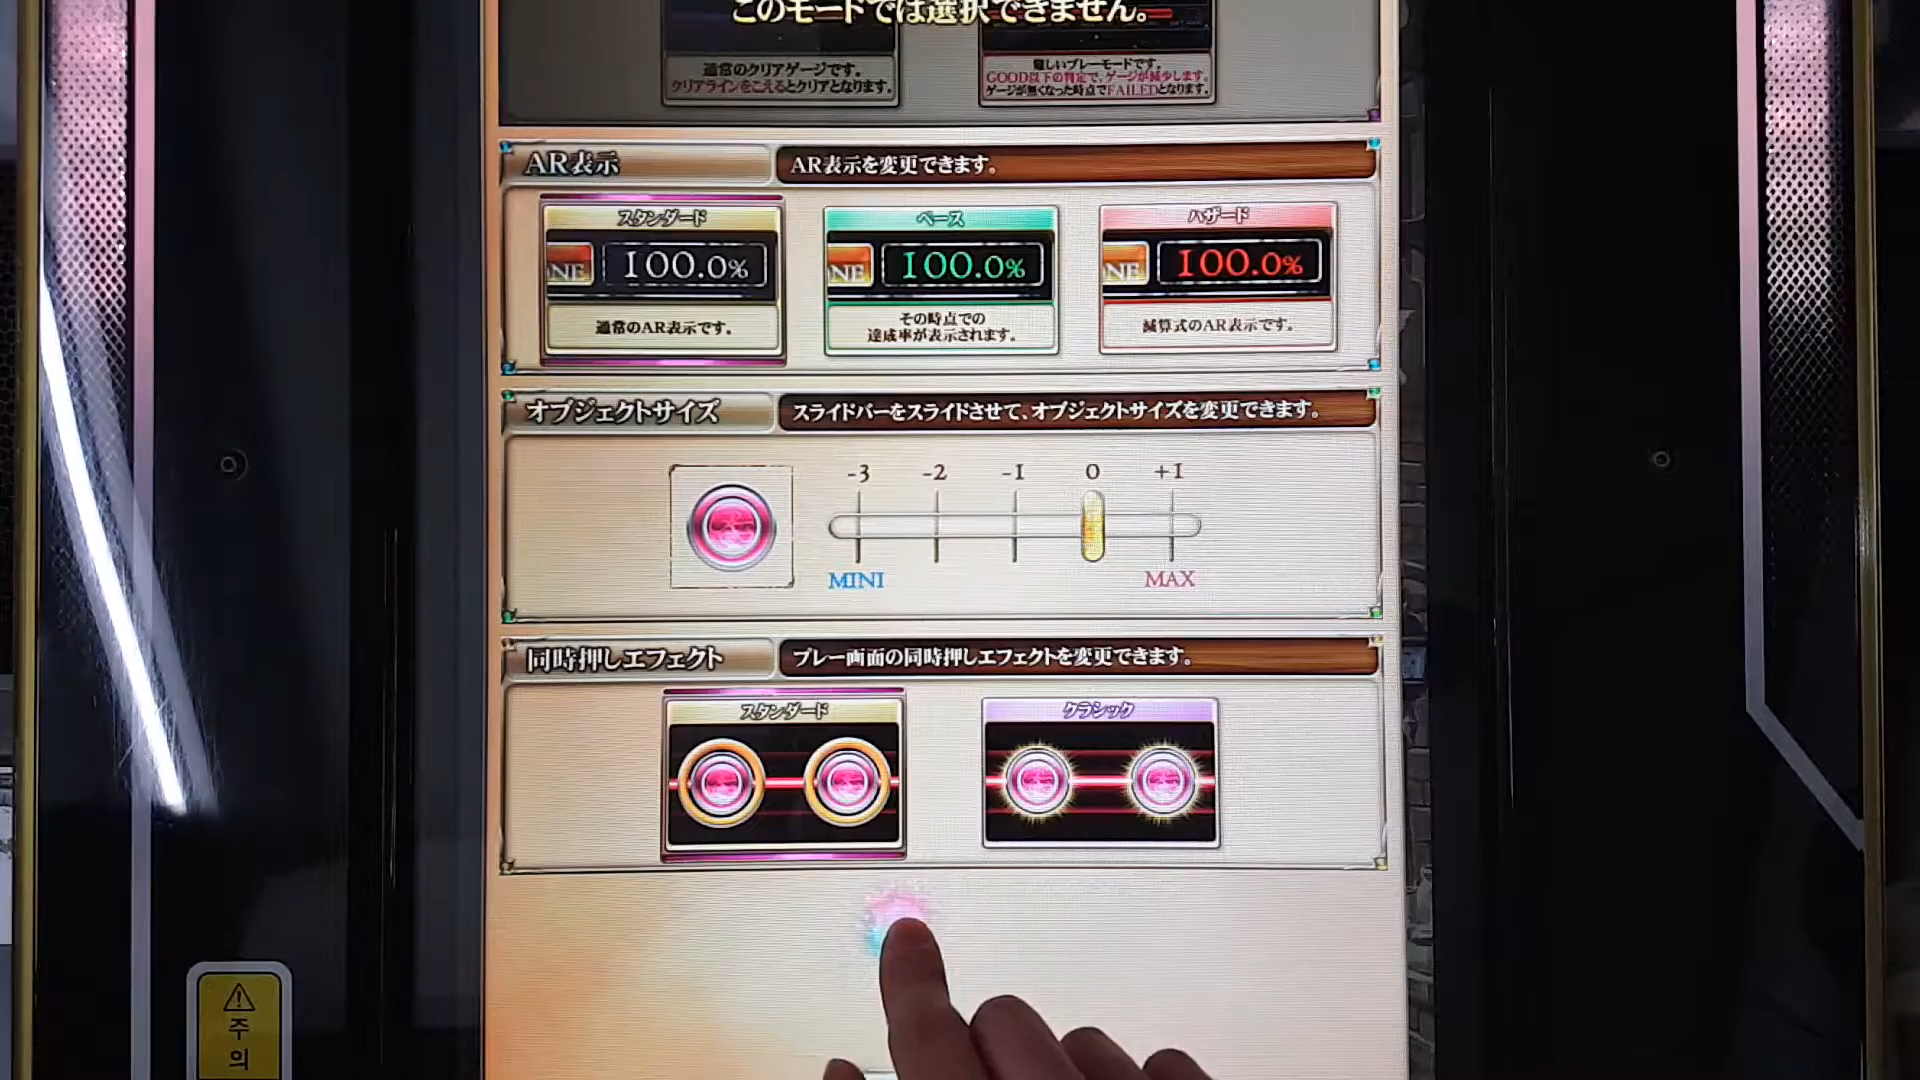 このモードでは選択できません。
通常のクリアゲージです。
クリアラインをこえるとクリアとなります。
難しいプレーモードです。
GOOD以下の判定で、ゲージが減少します。
ゲージが無くなった時点でFAILEDとなります。
AR表示
AR表示を変更できます。
スタンダード
ペース
ハザード
NE
100.0%
NE
100.0%
NE
100.0%
通常のAR表示です。
その時点での
達成率が表示されます。
減算式のAR表示です。
オブジェクトサイズ
スライドバーをスライドさせて、オブジェクトサイズを変更できます。
-3
-2
-1
0
+1
MINI
MAX
同時押しエフェクト
プレー画面の同時押しエフェクトを変更できます。
スタンダード
クラシック
주
의